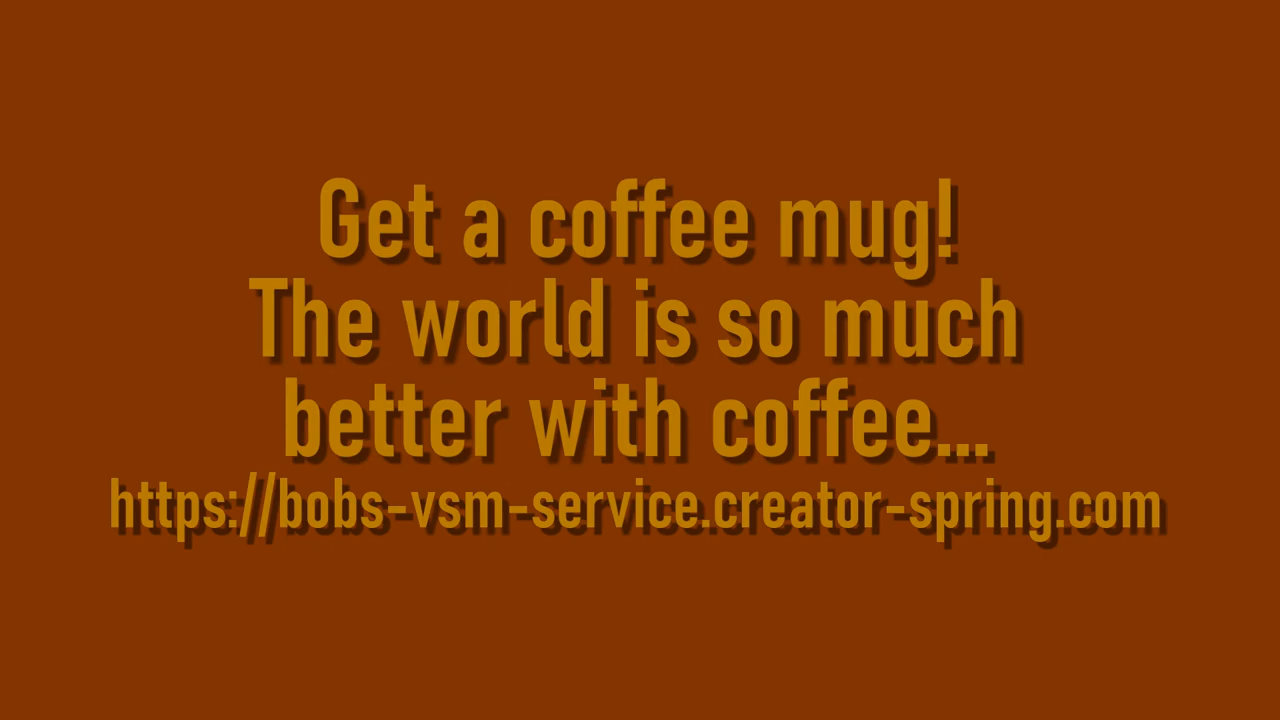 Get a coffee mug!
The world is so much
better with coffee...
https://bobs-vsm-service.creator-spring.com